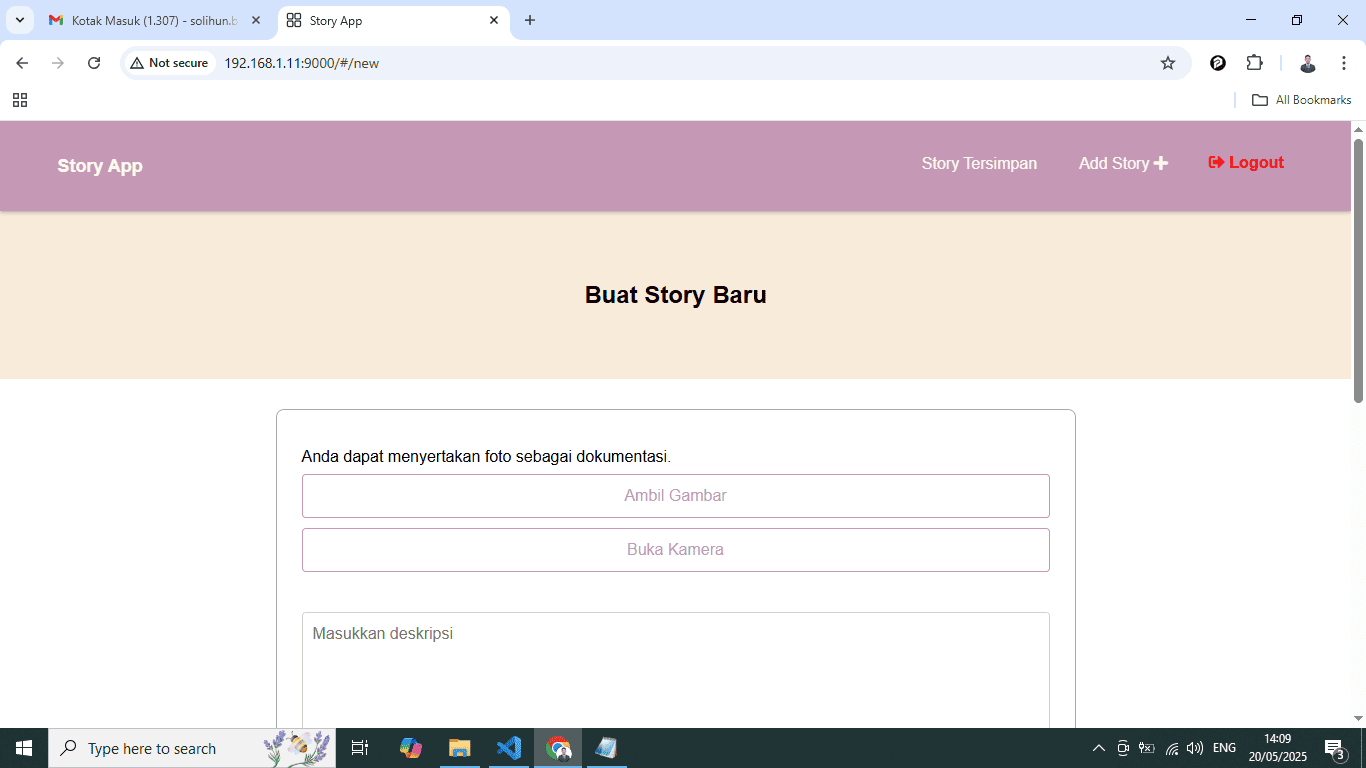 Kotak Masuk (1.307) - solihun.b
Story App
Not secure
192.168.1.11:9000/#/new
All Bookmarks
Story App
Story Tersimpan
Add Story
Logout
Buat Story Baru
Anda dapat menyertakan foto sebagai dokumentasi.
Ambil Gambar
Buka Kamera
Masukkan deskripsi
Type here to search
ENG
14:09
20/05/2025
3